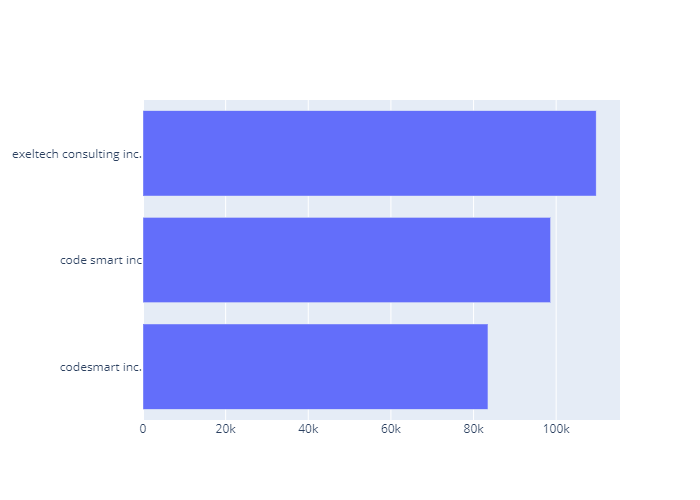 exeltech consulting inc.
code smart inc
codesmart inc.
0 20k 40k 60k 80k 100k